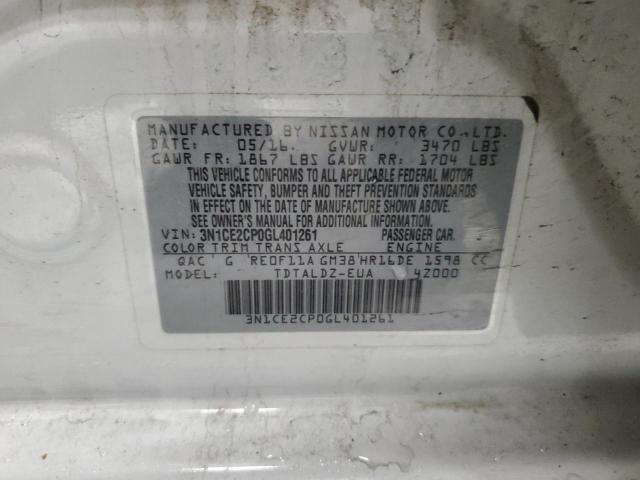 MANUFACTURED BY NISSAN MOTOR CO., LTD.
DATE: 05/16. GVWR: 3470 LBS
GAWR FR: 1867 LBS GAWR RR: 1704 LBS
THIS VEHICLE CONFORMS TO ALL APPLICABLE FEDERAL MOTOR
VEHICLE SAFETY, BUMPER AND THEFT PREVENTION STANDARDS
IN EFFECT ON THE DATE OF MANUFACTURE SHOWN ABOVE.
SEE OWNER'S MANUAL FOR ADDITIONAL INFORMATION.
VIN: 3N1CE2CP0GL401261 PASSENGER CAR.
COLOR TRIM TRANS AXLE ENGINE
QAC G RE0F11A GM38 HR16DE 1598 CC
TDTALDZ-EUA 4Z000
3N1CE2CP0GL401261